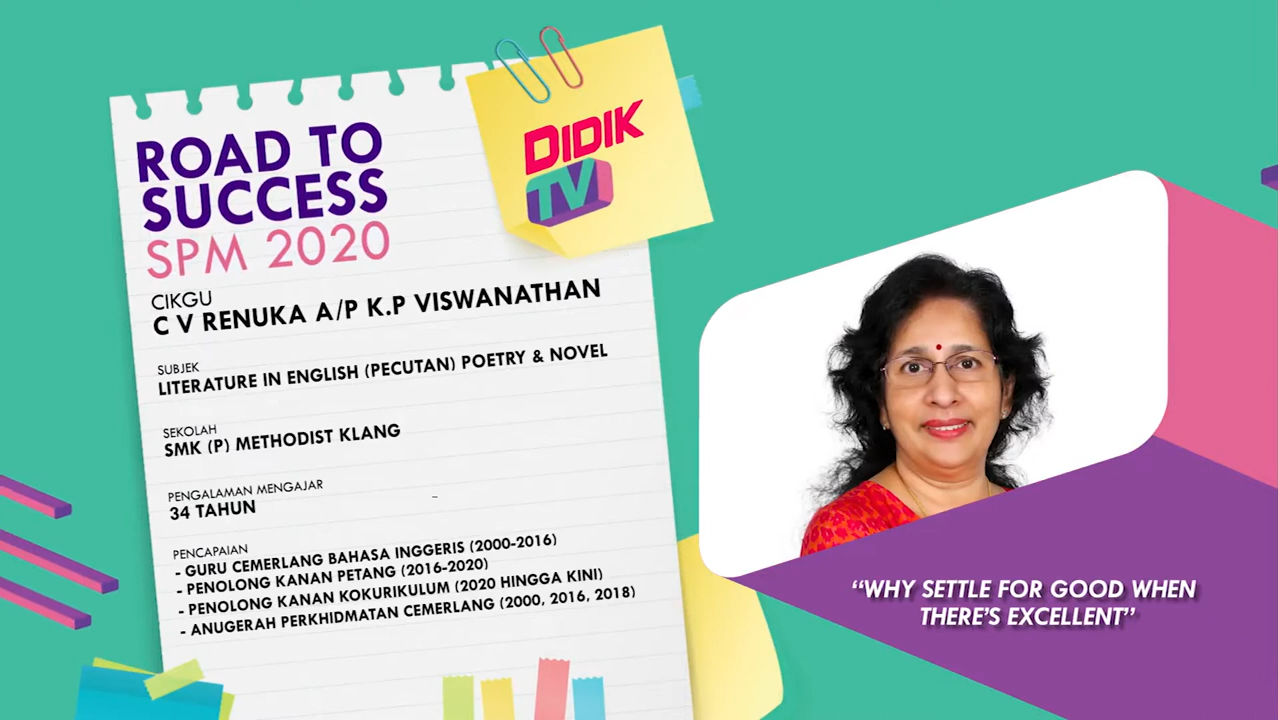 ROAD TO
SUCCESS
SPM 2020
DIDIK
TV
CIKGU
C V RENUKA A/P K.P VISWANATHAN
SUBJEK
LITERATURE IN ENGLISH (PECUTAN) POETRY & NOVEL
SEKOLAH
SMK (P) METHODIST KLANG
PENGALAMAN MENGAJAR
34 TAHUN
PENCAPAIAN
- GURU CEMERLANG BAHASA INGGERIS (2000-2016)
- PENOLONG KANAN PETANG (2016-2020)
- PENOLONG KANAN KOKURIKULUM (2020 HINGGA KINI)
- ANUGERAH PERKHIDMATAN CEMERLANG (2000, 2016, 2018)
“WHY SETTLE FOR GOOD WHEN
THERE’S EXCELLENT”